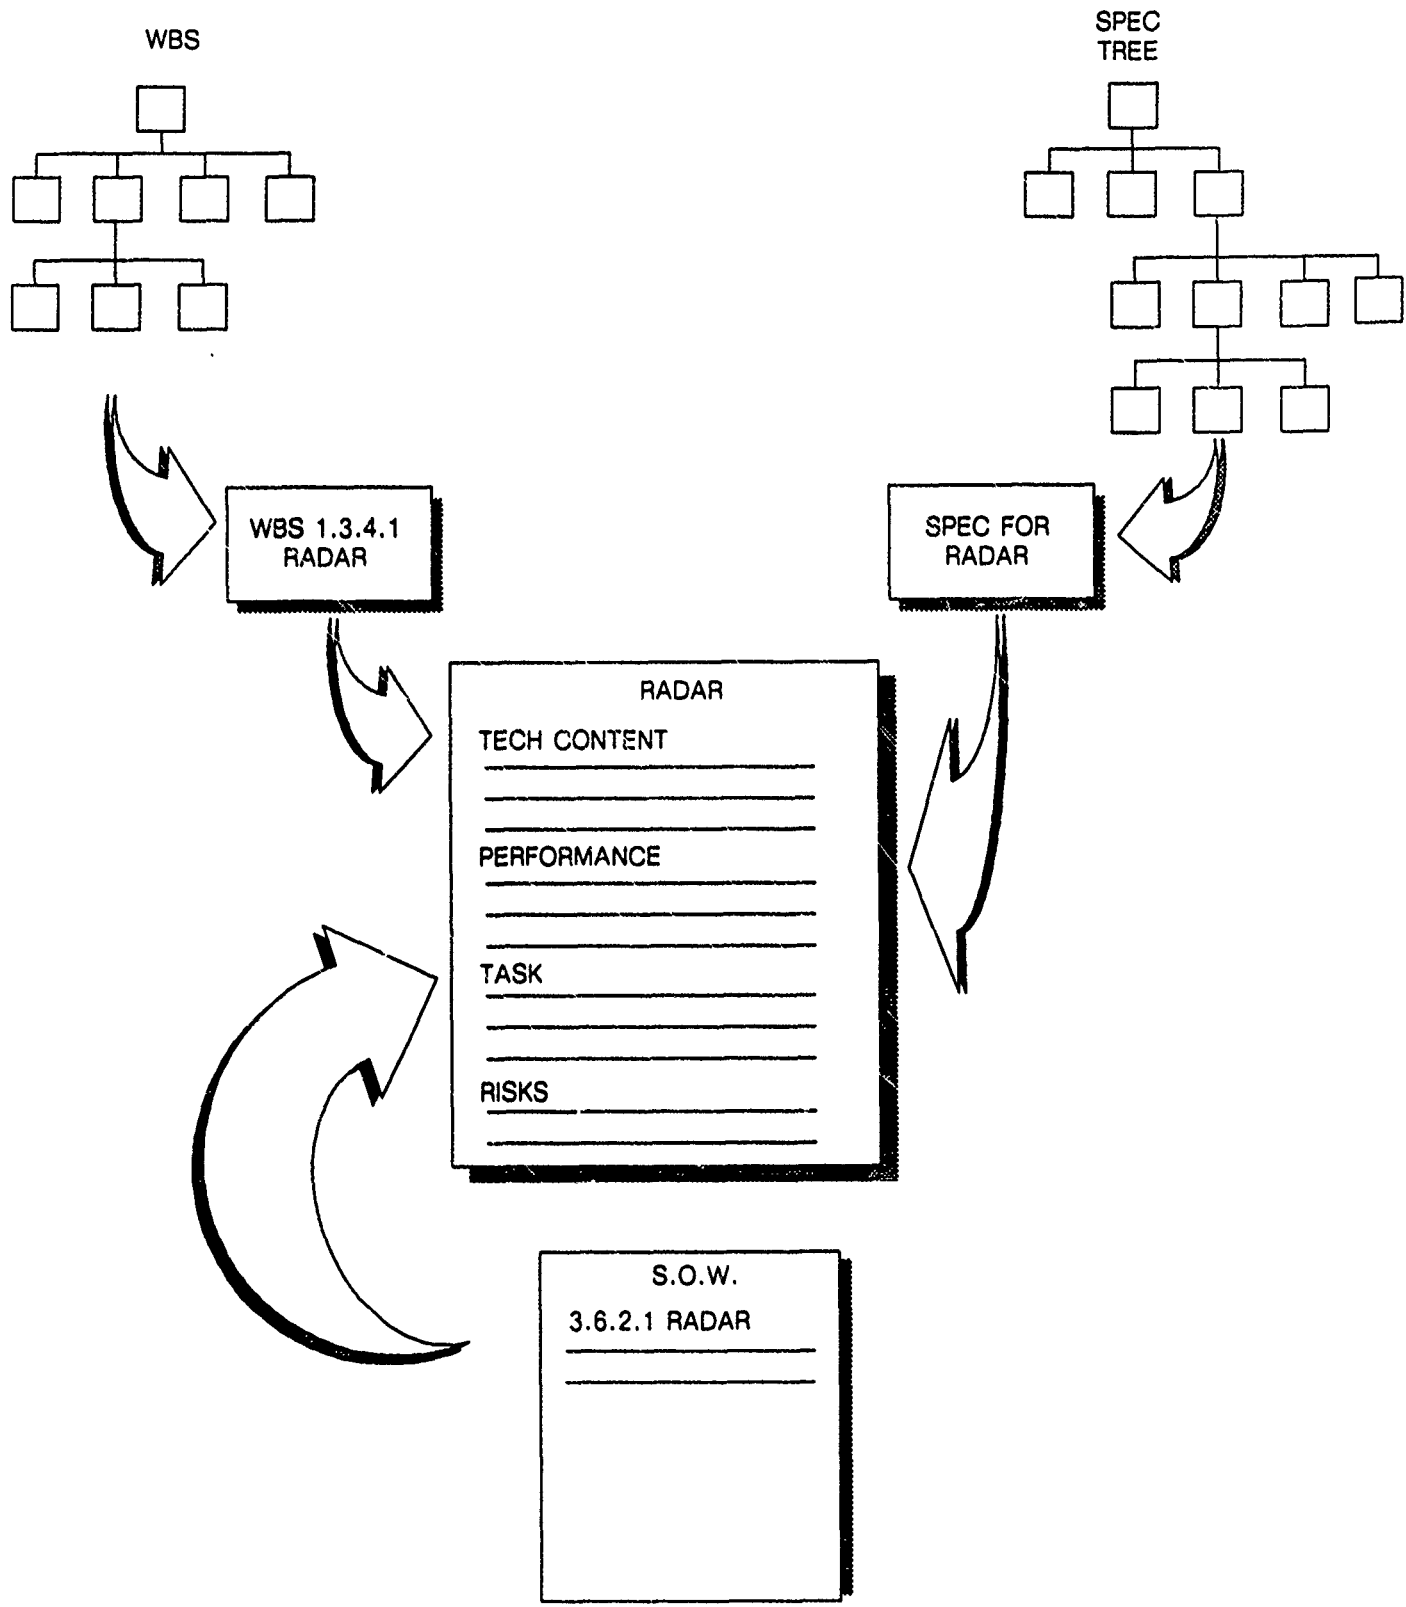 WBS
SPEC
TREE
WBS 1.3.4.1
RADAR
SPEC FOR
RADAR
RADAR
TECH CONTENT
PERFORMANCE
TASK
RISKS
S.O.W.
3.6.2.1 RADAR